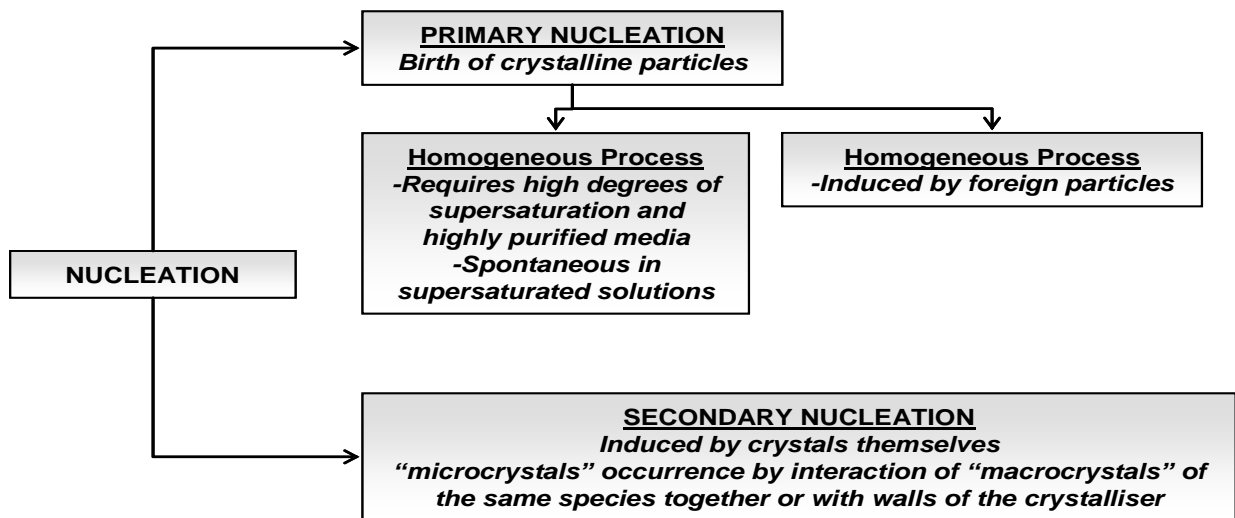 PRIMARY NUCLEATION
Birth of crystalline particles
Homogeneous Process
-Requires high degrees of
supersaturation and
highly purified media
-Spontaneous in
supersaturated solutions
Homogeneous Process
-Induced by foreign particles
NUCLEATION
SECONDARY NUCLEATION
Induced by crystals themselves
“microcrystals” occurrence by interaction of “macrocrystals” of
the same species together or with walls of the crystalliser